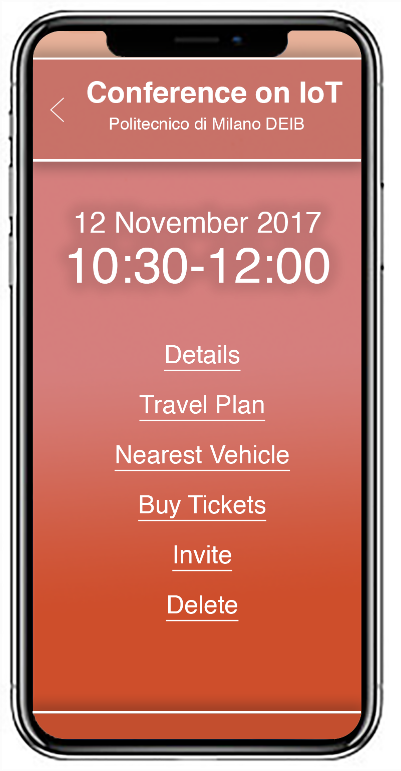 Conference on IoT
Politecnico di Milano DEIB
12 November 2017
10:30-12:00
Details
Travel Plan
Nearest Vehicle
Buy Tickets
Invite
Delete